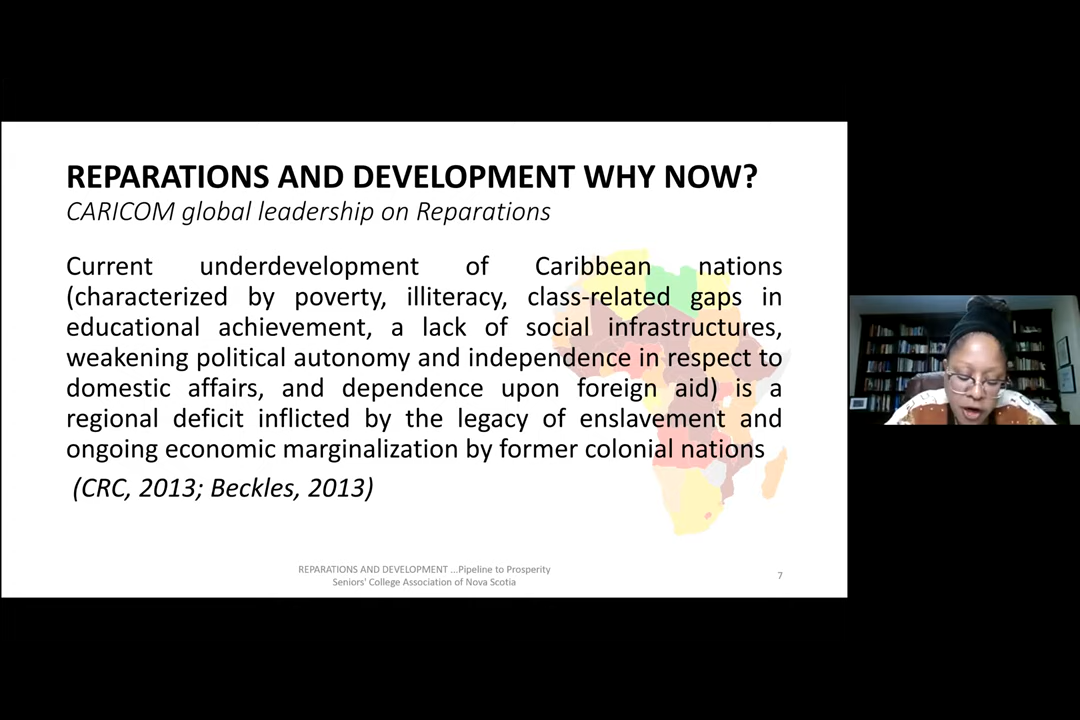 REPARATIONS AND DEVELOPMENT WHY NOW?
CARICOM global leadership on Reparations
Current underdevelopment of Caribbean nations
(characterized by poverty, illiteracy, class-related gaps in
educational achievement, a lack of social infrastructures,
weakening political autonomy and independence in respect to
domestic affairs, and dependence upon foreign aid) is a
regional deficit inflicted by the legacy of enslavement and
ongoing economic marginalization by former colonial nations
(CRC, 2013; Beckles, 2013)
REPARATIONS AND DEVELOPMENT ...Pipeline to Prosperity
Seniors' College Association of Nova Scotia
7